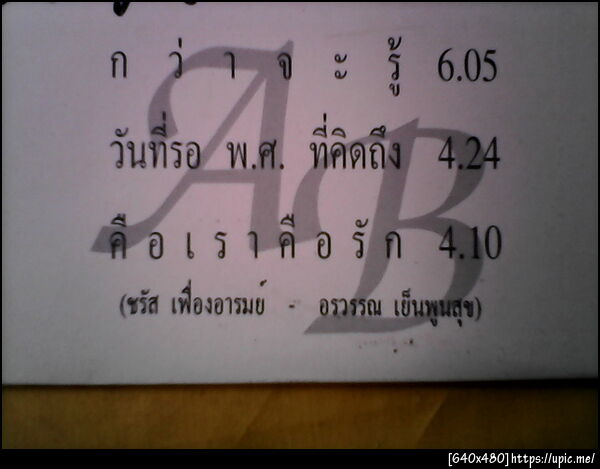 ก ว่ า จ ะ รู้ 6.05
วันที่รอ พ.ศ. ที่คิดถึง 4.24
คื อ เ ร า คื อ รั ก 4.10
(ชรัส เฟื่องอารมย์ - อรวรรณ เย็นพูนสุข)
AB
[640x480]https://upic.me/